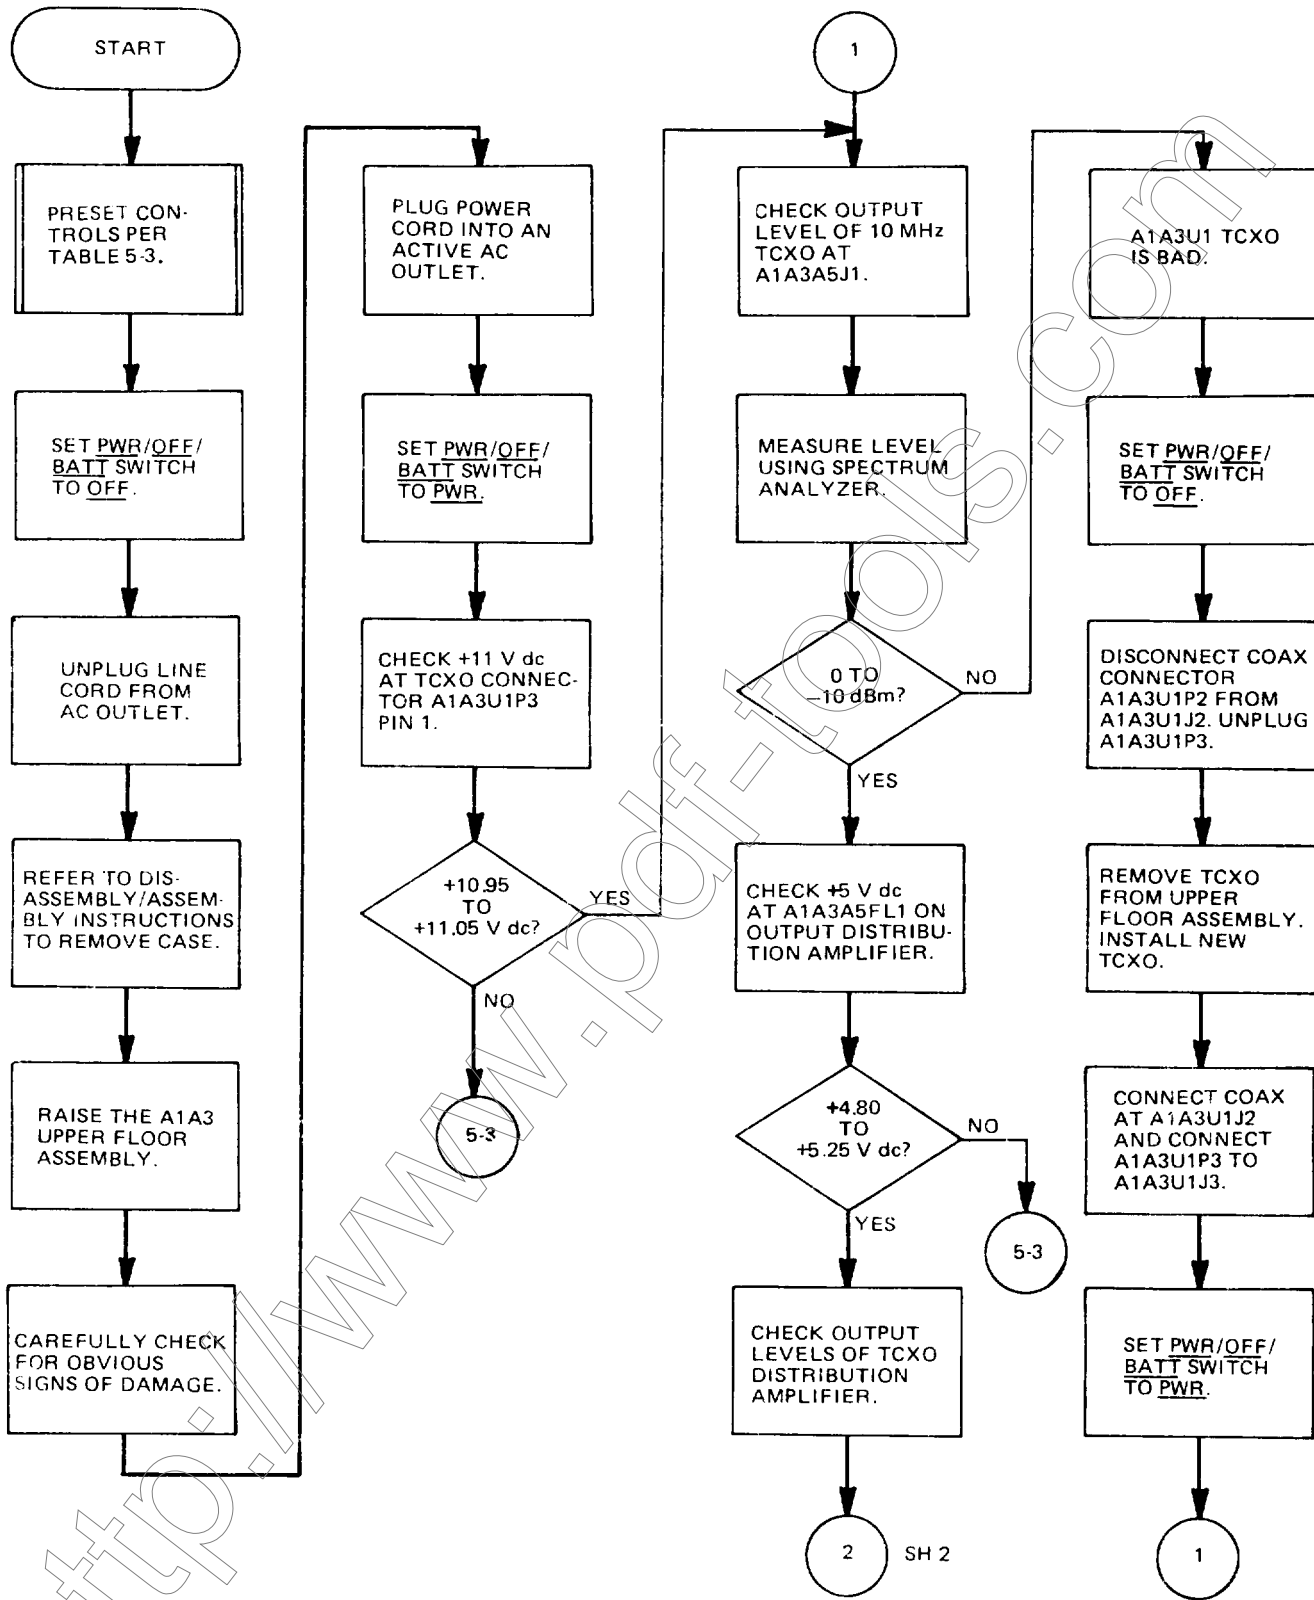 START
PRESET CON-
TROLS PER
TABLE 5-3.
SET PWR/OFF/
BATT SWITCH
TO OFF.
UNPLUG LINE
CORD FROM
AC OUTLET.
REFER TO DIS-
ASSEMBLY/ASSEM-
BLY INSTRUCTIONS
TO REMOVE CASE.
RAISE THE A1A3
UPPER FLOOR
ASSEMBLY.
CAREFULLY CHECK
FOR OBVIOUS
SIGNS OF DAMAGE.
PLUG POWER
CORD INTO AN
ACTIVE AC
OUTLET.
SET PWR/OFF/
BATT SWITCH
TO PWR.
CHECK +11 V dc
AT TCXO CONNEC-
TOR A1A3U1P3
PIN 1.
+10.95
TO
+11.05 V dc?
YES
NO
5-3
1
CHECK OUTPUT
LEVEL OF 10 MHz
TCXO AT
A1A3A5J1.
MEASURE LEVEL
USING SPECTRUM
ANALYZER.
0 TO
−10 dBm?
NO
YES
CHECK +5 V dc
AT A1A3A5FL1 ON
OUTPUT DISTRIBU-
TION AMPLIFIER.
+4.80
TO
+5.25 V dc?
NO
5-3
YES
CHECK OUTPUT
LEVELS OF TCXO
DISTRIBUTION
AMPLIFIER.
2 SH 2
A1A3U1 TCXO
IS BAD.
SET PWR/OFF/
BATT SWITCH
TO OFF.
DISCONNECT COAX
CONNECTOR
A1A3U1P2 FROM
A1A3U1J2. UNPLUG
A1A3U1P3.
REMOVE TCXO
FROM UPPER
FLOOR ASSEMBLY.
INSTALL NEW
TCXO.
CONNECT COAX
AT A1A3U1J2
AND CONNECT
A1A3U1P3 TO
A1A3U1J3.
SET PWR/OFF/
BATT SWITCH
TO PWR.
1
ttp://www.pdf-tools.com